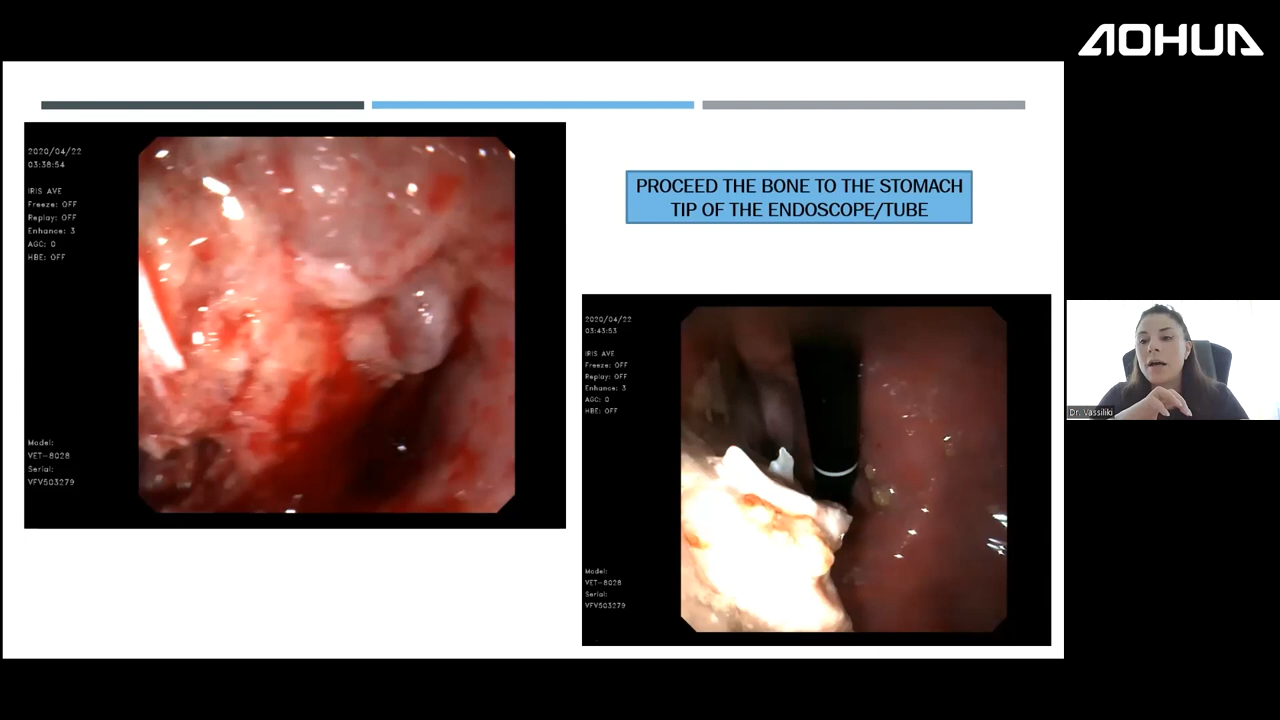 AOHUA
2020/04/22
03:38:54
IRIS AVE
Freeze: OFF
Replay: OFF
Enhance: 3
AGC: 0
HBE: OFF
Model:
VET-8028
Serial:
VFV503279
PROCEED THE BONE TO THE STOMACH
TIP OF THE ENDOSCOPE/TUBE
2020/04/22
03:43:53
IRIS AVE
Freeze: OFF
Replay: OFF
Enhance: 3
AGC: 0
HBE: OFF
Model:
VET-8028
Serial:
VFV503279
Dr. Vassiliki